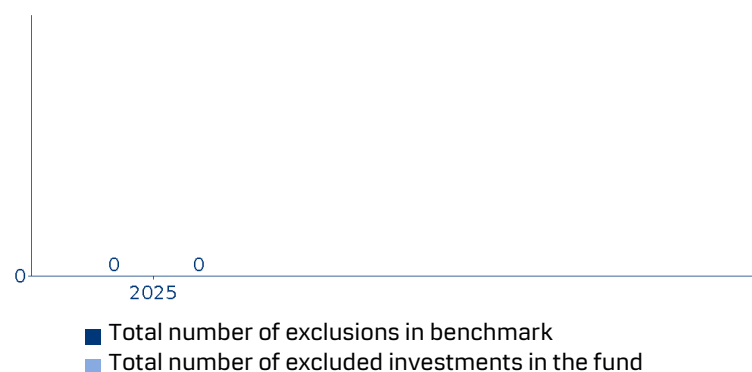 0 0
0
2025
Total number of exclusions in benchmark
Total number of excluded investments in the fund